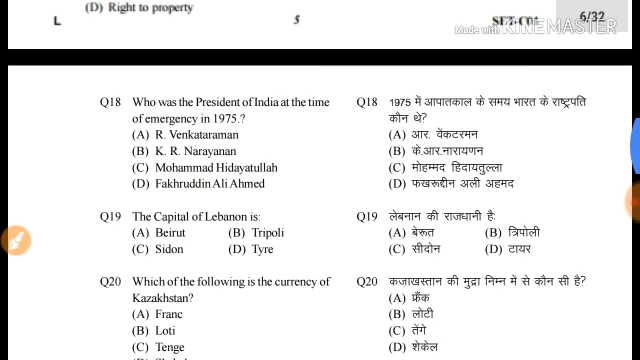 (D) Right to property
L
5
SET-C01
6/32
Made with KINEMASTER
Q18 Who was the President of India at the time
of emergency in 1975.?
(A) R. Venkataraman
(B) K. R. Narayanan
(C) Mohammad Hidayatullah
(D) Fakhruddin Ali Ahmed
Q19 The Capital of Lebanon is:
(A) Beirut (B) Tripoli
(C) Sidon (D) Tyre
Q20 Which of the following is the currency of
Kazakhstan?
(A) Franc
(B) Loti
(C) Tenge
Q18 1975 में आपातकाल के समय भारत के राष्ट्रपति
कौन थे?
(A) आर. वेंकटरमन
(B) के.आर.नारायणन
(C) मोहम्मद हिदायतुल्ला
(D) फखरूद्दीन अली अहमद
Q19 लेबनान की राजधानी है:
(A) बेरूत (B) त्रिपोली
(C) सीदोन (D) टायर
Q20 कज़ाखस्तान की मुद्रा निम्न में से कौन सी है?
(A) फ्रैंक
(B) लोटी
(C) तेंगे
(D) शेकेल